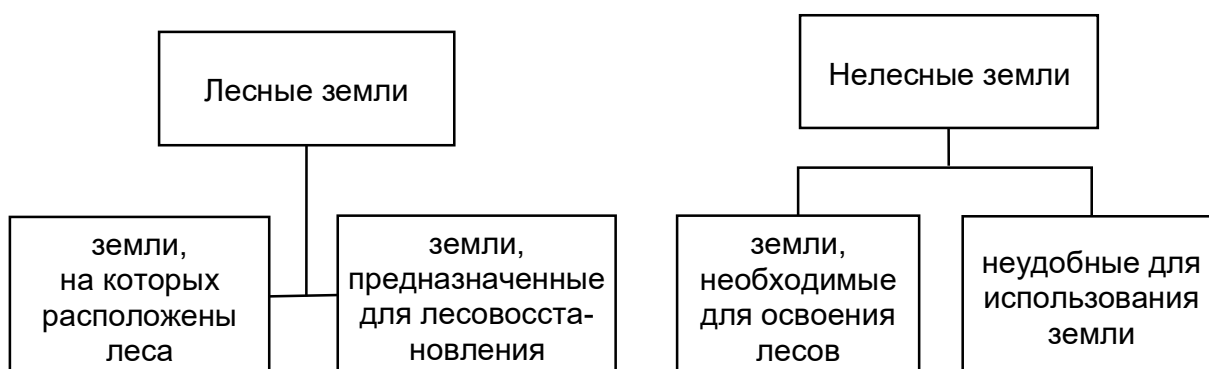 Лесные земли
Нелесные земли
земли,
на которых
расположены
леса
земли,
предназначенные
для лесовосста-
новления
земли,
необходимые
для освоения
лесов
неудобные для
использования
земли